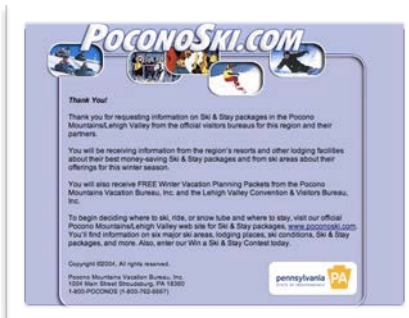 POCONOSKI.COM
Thank You!
Thank you for requesting information on Ski & Stay packages in the Pocono
Mountains/Lehigh Valley from the official visitors bureaus for this region and their
partners.
You will be receiving information from the region's resorts and other lodging facilities
about their best money-saving Ski & Stay packages and from ski areas about their
offerings for this winter season.
You will also receive FREE Winter Vacation Planning Packets from the Pocono
Mountains Vacation Bureau, Inc. and the Lehigh Valley Convention & Visitors Bureau,
Inc.
To begin deciding where to ski, ride, or snow tube and where to stay, visit our official
Pocono Mountains/Lehigh Valley web site for Ski & Stay packages, www.poconoski.com.
You'll find information on six major ski areas, lodging places, ski conditions, Ski & Stay
packages, and more. Also, enter our Win a Ski & Stay Contest today.
Copyright ©2004, All rights reserved.
Pocono Mountains Vacation Bureau, Inc.
1004 Main Street Stroudsburg, PA 18360
1-800-POCONOS (1-800-762-6667)
pennsylvania PA
STATE OF INDEPENDENCE